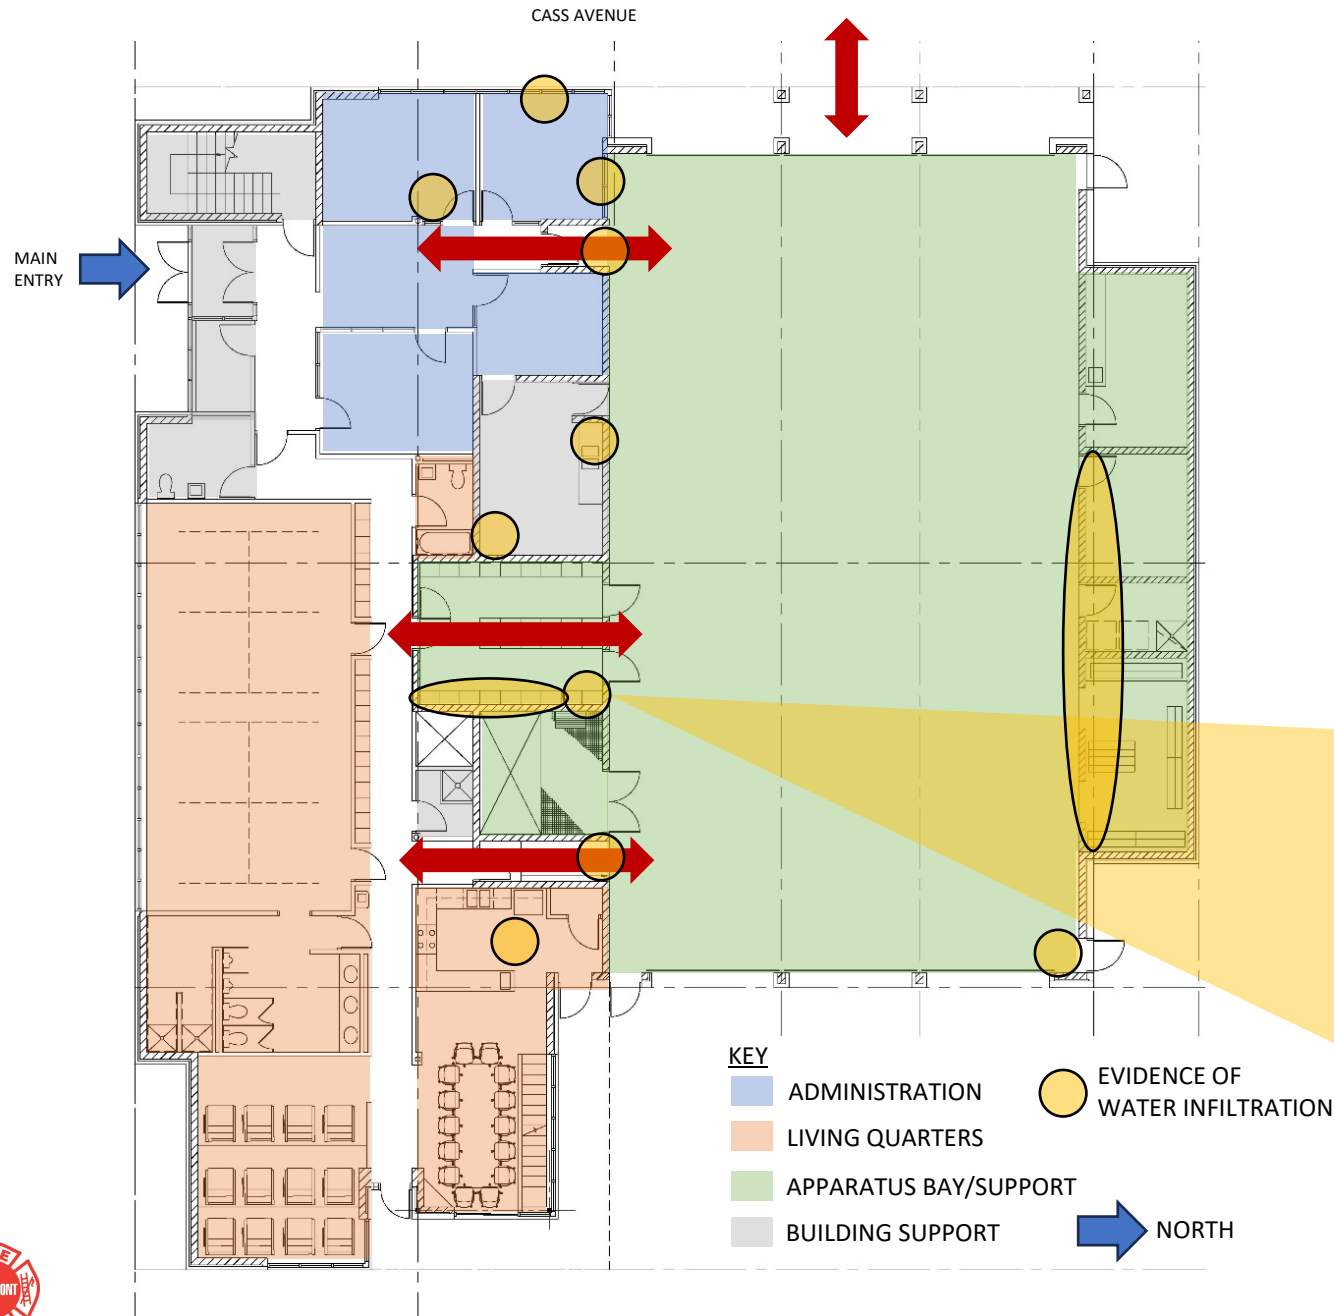 CASS AVENUE
MAIN
ENTRY
KEY
ADMINISTRATION
LIVING QUARTERS
APPARATUS BAY/SUPPORT
BUILDING SUPPORT
EVIDENCE OF
WATER INFILTRATION
NORTH